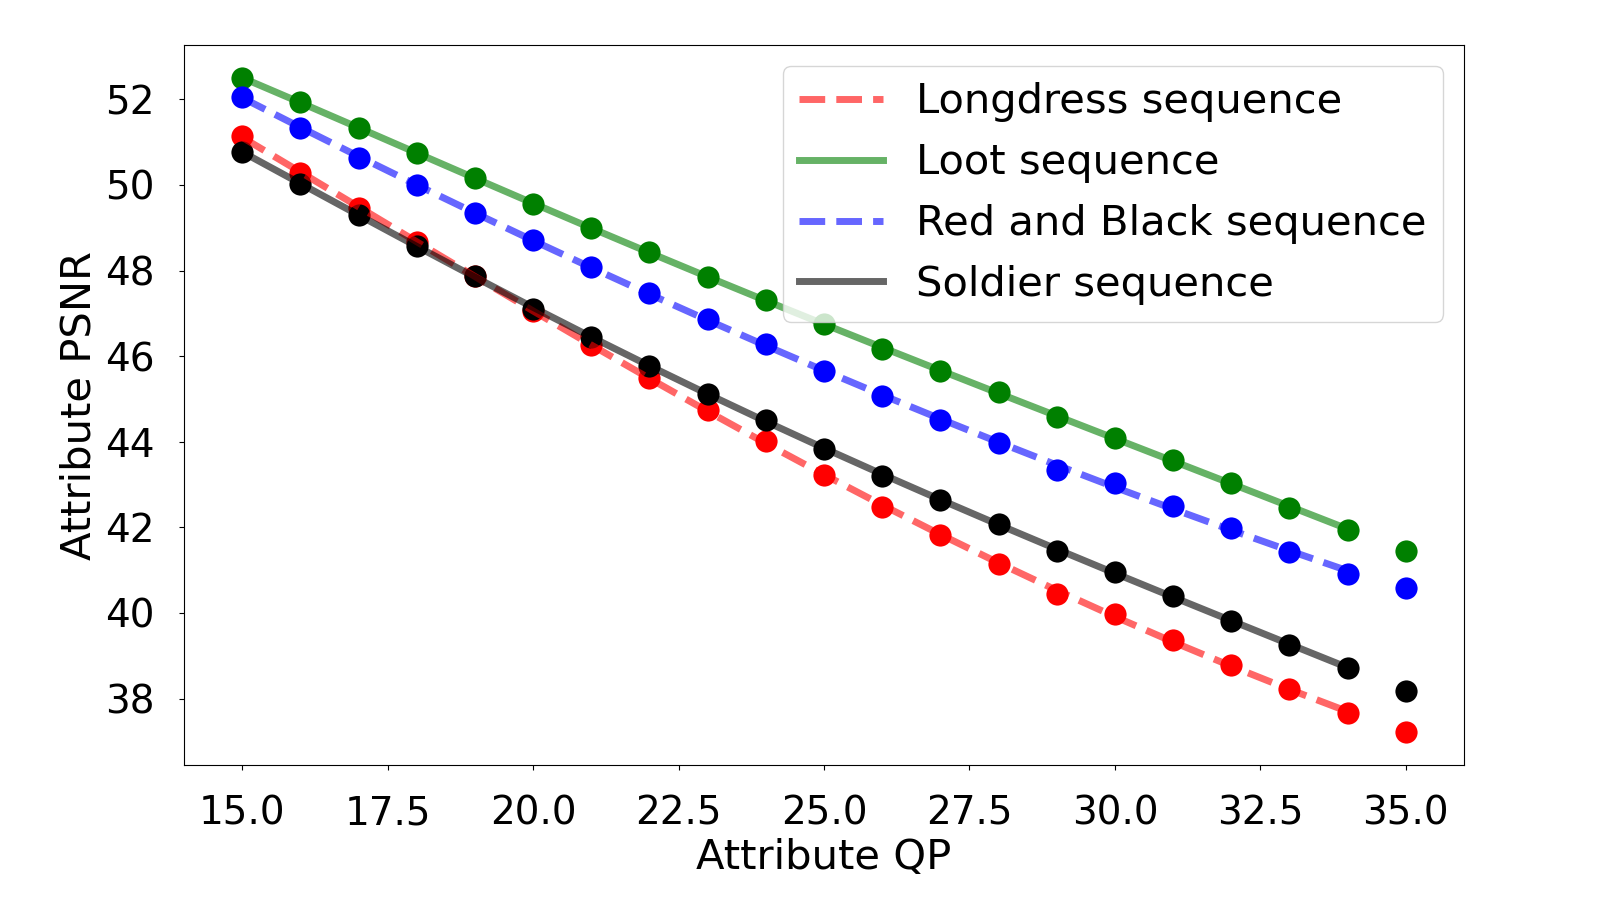 Longdress sequence
Loot sequence
Red and Black sequence
Soldier sequence
Attribute PSNR
52
50
48
46
44
42
40
38
15.0 17.5 20.0 22.5 25.0 27.5 30.0 32.5 35.0
Attribute QP